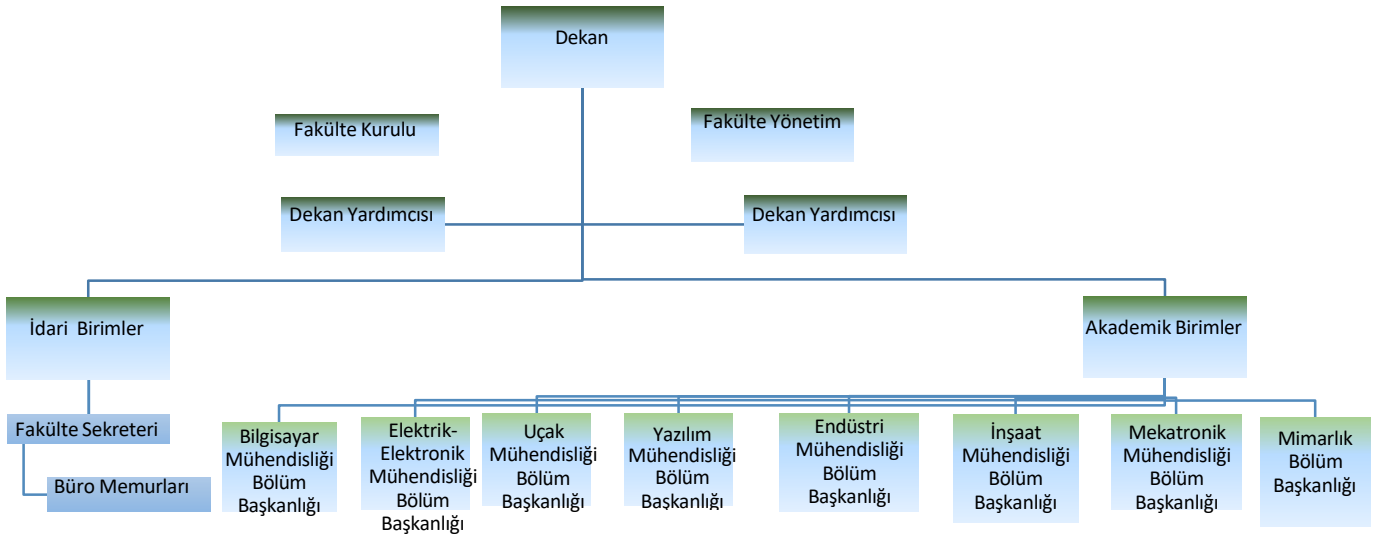 Dekan
Fakülte Kurulu
Fakülte Yönetim
Dekan Yardımcısı
Dekan Yardımcısı
İdari Birimler
Akademik Birimler
Fakülte Sekreteri
Büro Memurları
Bilgisayar
Mühendisliği
Bölüm
Başkanlığı
Elektrik-
Elektronik
Mühendisliği
Bölüm
Başkanlığı
Uçak
Mühendisliği
Bölüm
Başkanlığı
Yazılım
Mühendisliği
Bölüm
Başkanlığı
Endüstri
Mühendisliği
Bölüm
Başkanlığı
İnşaat
Mühendisliği
Bölüm
Başkanlığı
Mekatronik
Mühendisliği
Bölüm
Başkanlığı
Mimarlık
Bölüm
Başkanlığı